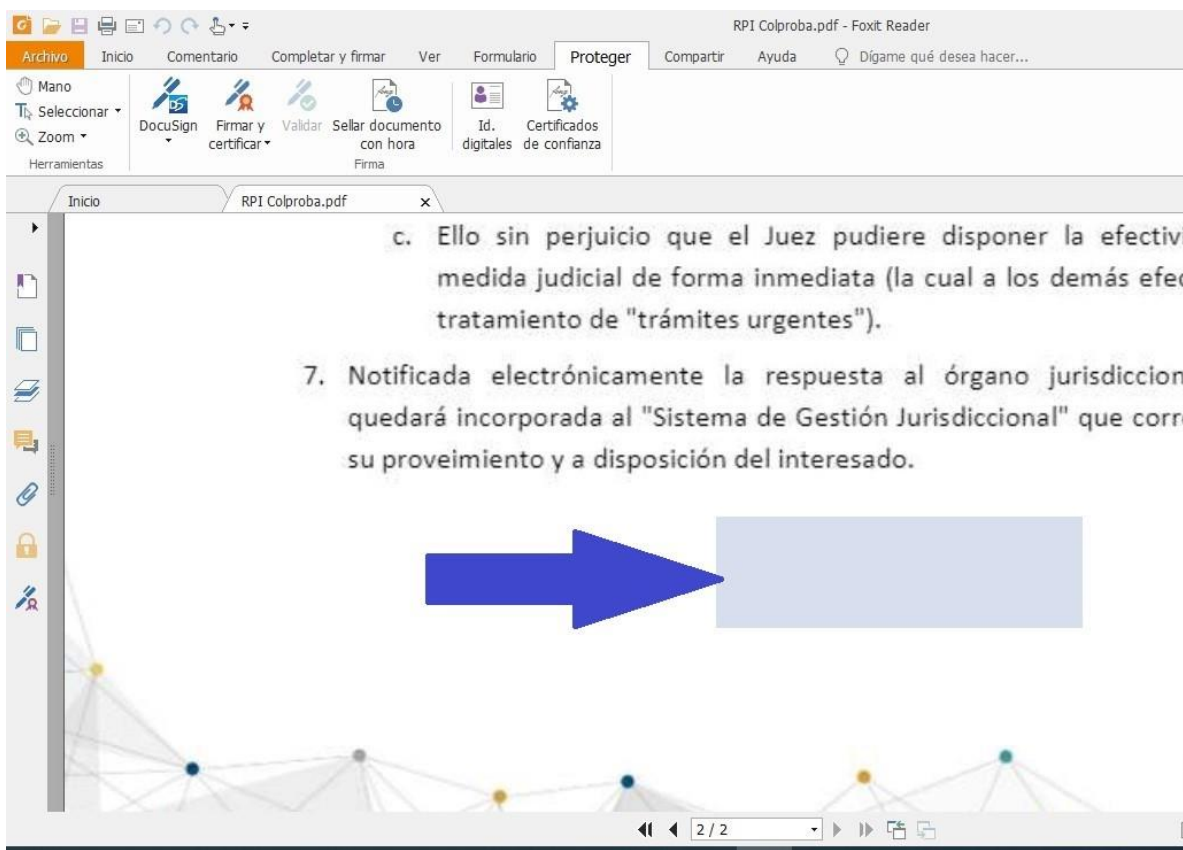 RPI Colproba.pdf - Foxit Reader
Archivo Inicio Comentario Completar y firmar Ver Formulario Proteger Compartir Ayuda Dígame qué desea hacer...
Mano
Seleccionar
Zoom
Herramientas
DocuSign
Firmar y certificar
Validar
Sellar documento con hora
Firma
Id. digitales
Certificados de confianza
Inicio RPI Colproba.pdf x
c. Ello sin perjuicio que el Juez pudiere disponer la efectivi
medida judicial de forma inmediata (la cual a los demás efec
tratamiento de "trámites urgentes").
7. Notificada electrónicamente la respuesta al órgano jurisdiccion
quedará incorporada al "Sistema de Gestión Jurisdiccional" que corr
su proveimiento y a disposición del interesado.
2 / 2